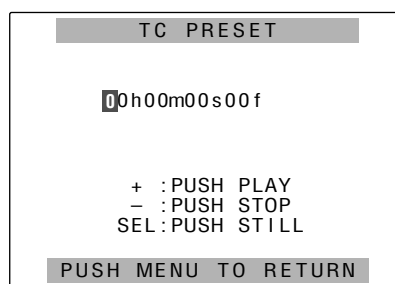 TC PRESET
00h00m00s00f
+ :PUSH PLAY
– :PUSH STOP
SEL:PUSH STILL
PUSH MENU TO RETURN